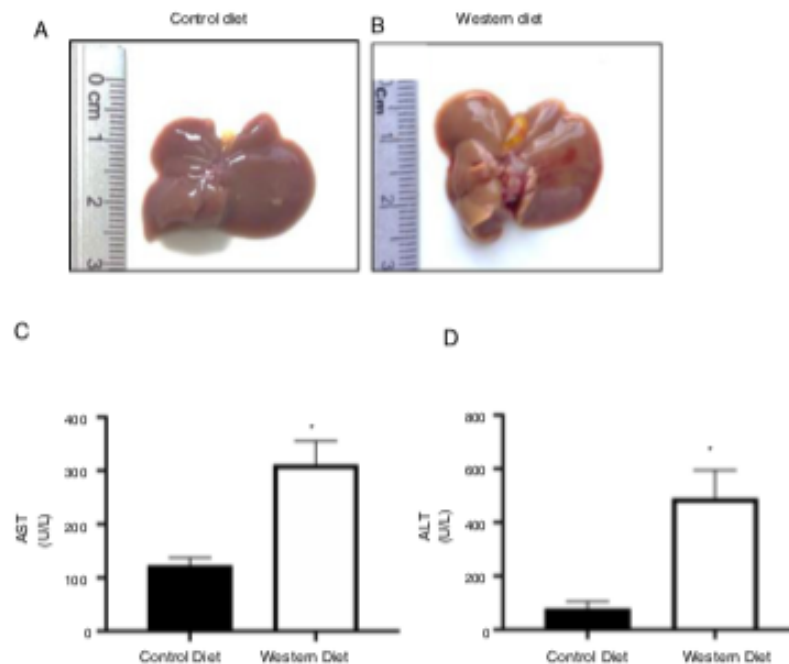 A
Control diet
B
Western diet
0 cm
1
2
3
cm
1
2
3
C
400
300
200
100
0
AST
(U/L)
*
Control Diet
Western Diet
D
800
600
400
200
0
ALT
(U/L)
*
Control Diet
Western Diet